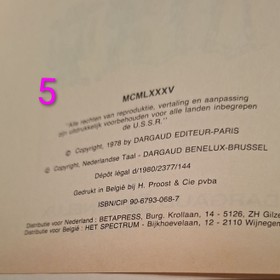 5
MCMLXXXV
"Alle rechten van reproduktie, vertaling en aanpassing
zijn uitdrukkelijk voorbehouden voor alle landen inbegrepen
de U.S.S.R."
© Copyright, 1978 by DARGAUD EDITEUR-PARIS
© Copyright, Nederlandse Taal - DARGAUD BENELUX-BRUSSEL
Dépôt légal d/1980/2377/144
Gedrukt in België bij H. Proost & Cie pvba
ISBN/CIP 90-6793-068-7
Distributie voor Nederland : BETAPRESS, Burg. Krollaan, 14 - 5126, ZH Gilze
Distributie voor België : HET SPECTRUM - Bijkhoevelaan, 12 - 2110 Wijnegem